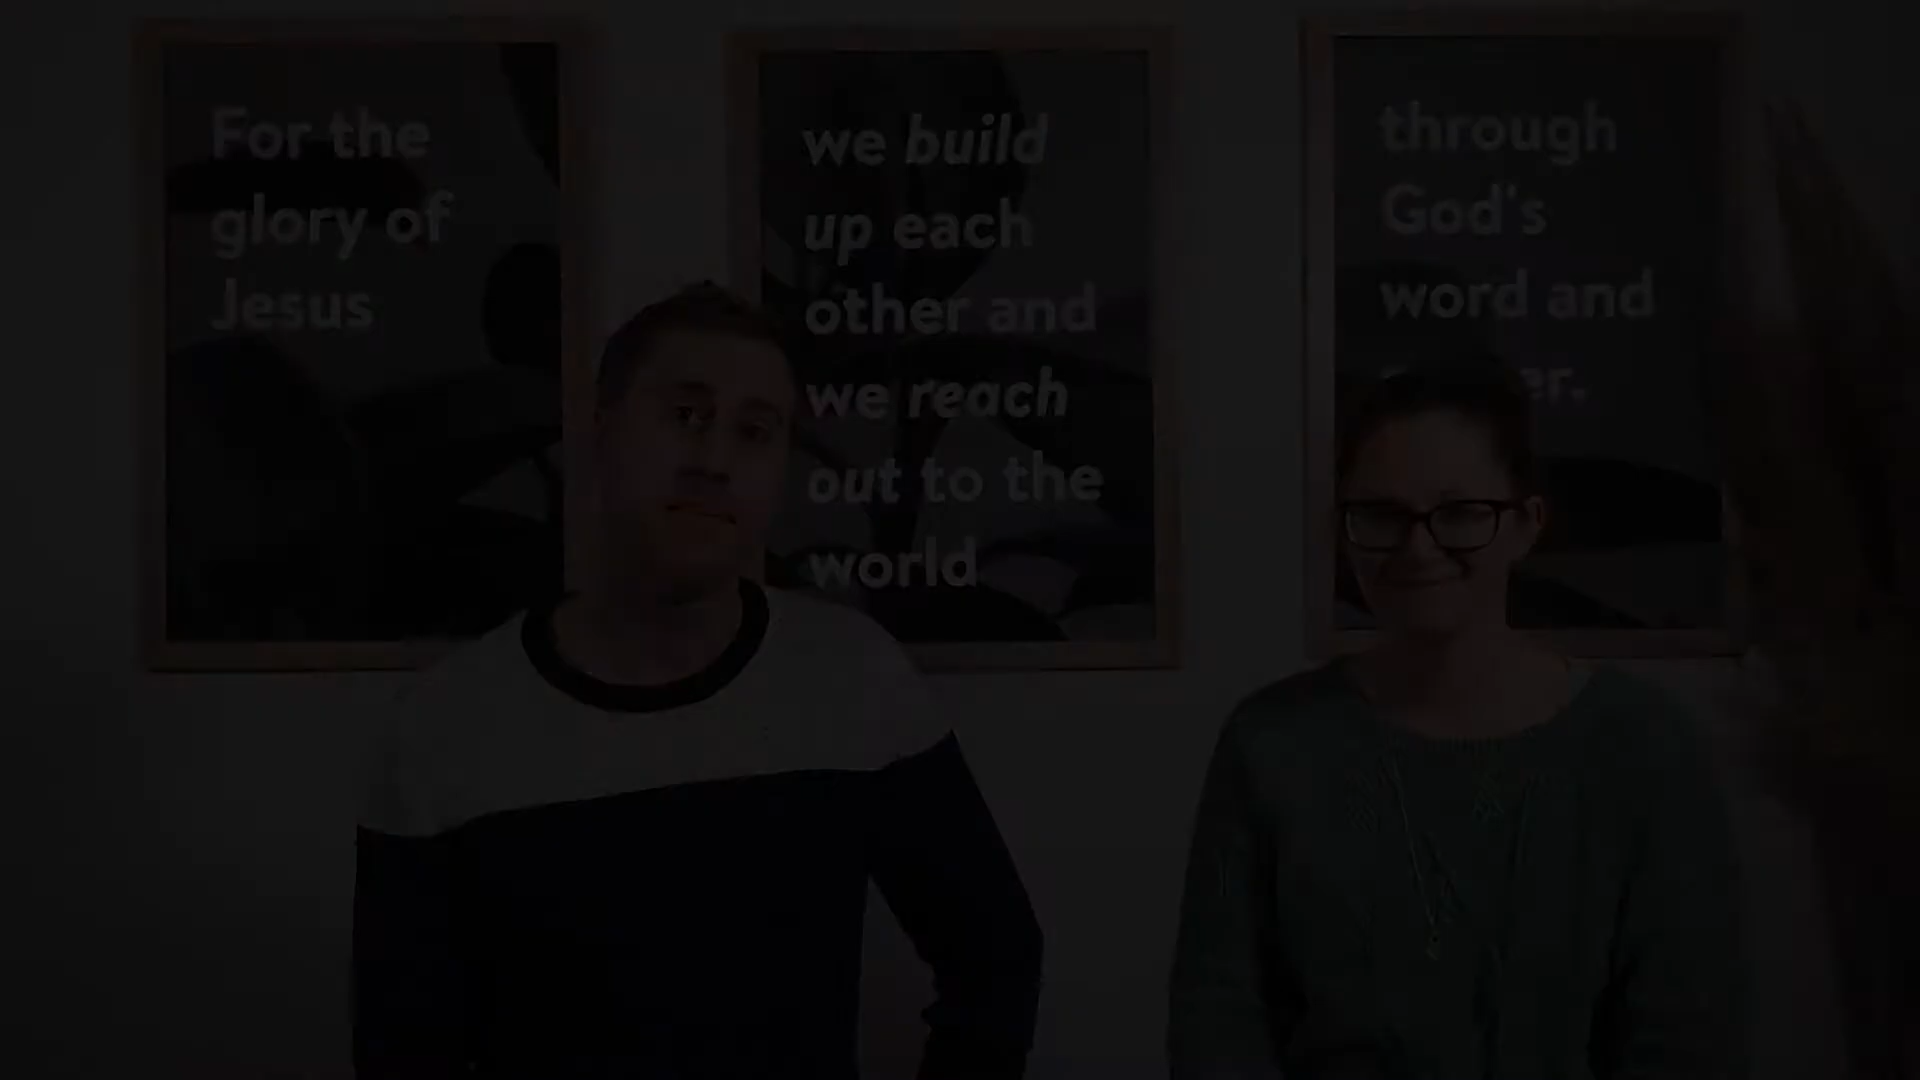 For the
glory of
Jesus
we build
up each
other and
we reach
out to the
world
through
God's
word and